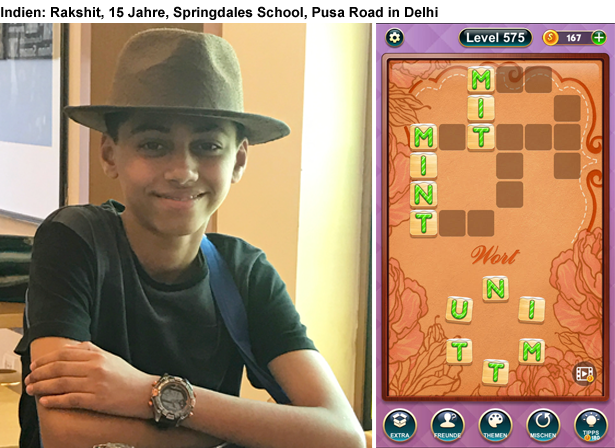 Indien: Rakshit, 15 Jahre, Springdales School, Pusa Road in Delhi
Level 575
S 167 +
M
I
M T
I
N
T
Wort
N
U I
T M
T
EXTRA FREUNDE THEMEN MISCHEN TIPPS